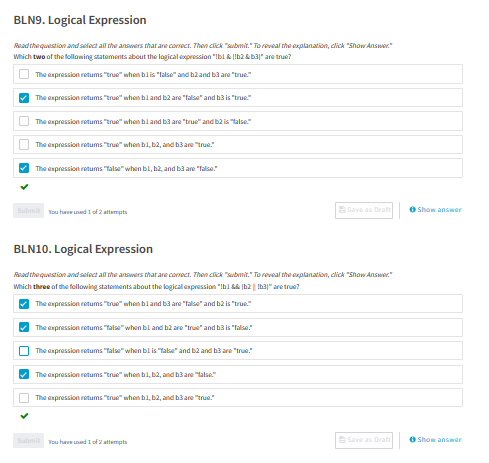 BLN9. Logical Expression
Read the question and select all the answers that are correct. Then click "submit." To reveal the explanation, click "Show Answer."
Which two of the following statements about the logical expression "!b1 & (!b2 & b3)" are true?
The expression returns "true" when b1 is "false" and b2 and b3 are "true."
The expression returns "true" when b1 and b2 are "false" and b3 is "true."
The expression returns "true" when b1 and b3 are "true" and b2 is "false."
The expression returns "true" when b1, b2, and b3 are "true."
The expression returns "false" when b1, b2, and b3 are "false."
Submit
You have used 1 of 2 attempts
Save as Draft
Show answer
BLN10. Logical Expression
Read the question and select all the answers that are correct. Then click "submit." To reveal the explanation, click "Show Answer."
Which three of the following statements about the logical expression "!b1 && (b2 || !b3)" are true?
The expression returns "true" when b1 and b3 are "false" and b2 is "true."
The expression returns "false" when b1 and b2 are "true" and b3 is "false."
The expression returns "false" when b1 is "false" and b2 and b3 are "true."
The expression returns "true" when b1, b2, and b3 are "false."
The expression returns "true" when b1, b2, and b3 are "true."
Submit
You have used 1 of 2 attempts
Save as Draft
Show answer